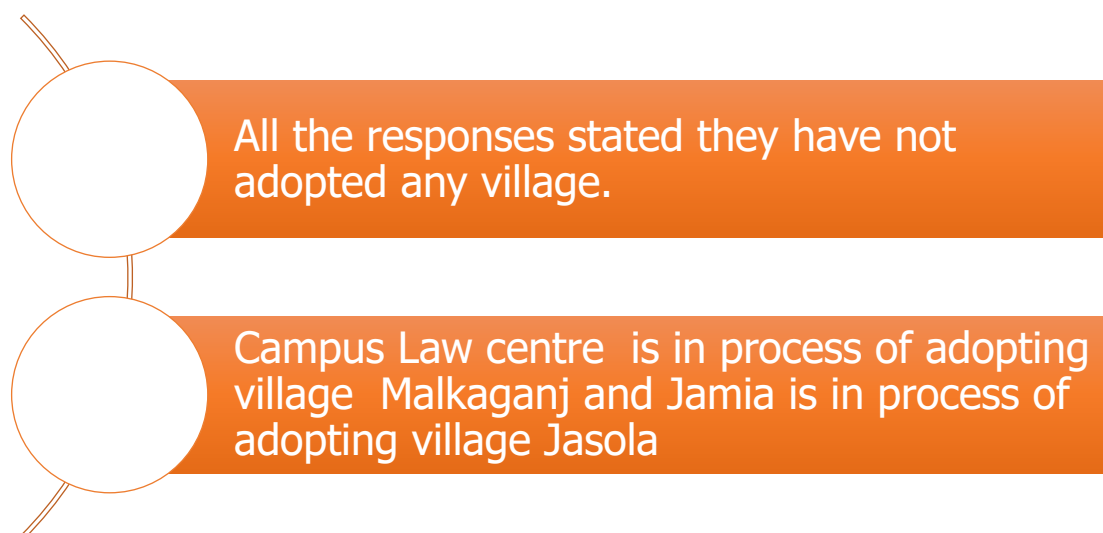 All the responses stated they have not
adopted any village.
Campus Law centre  is in process of adopting
village  Malkaganj and Jamia is in process of
adopting village Jasola